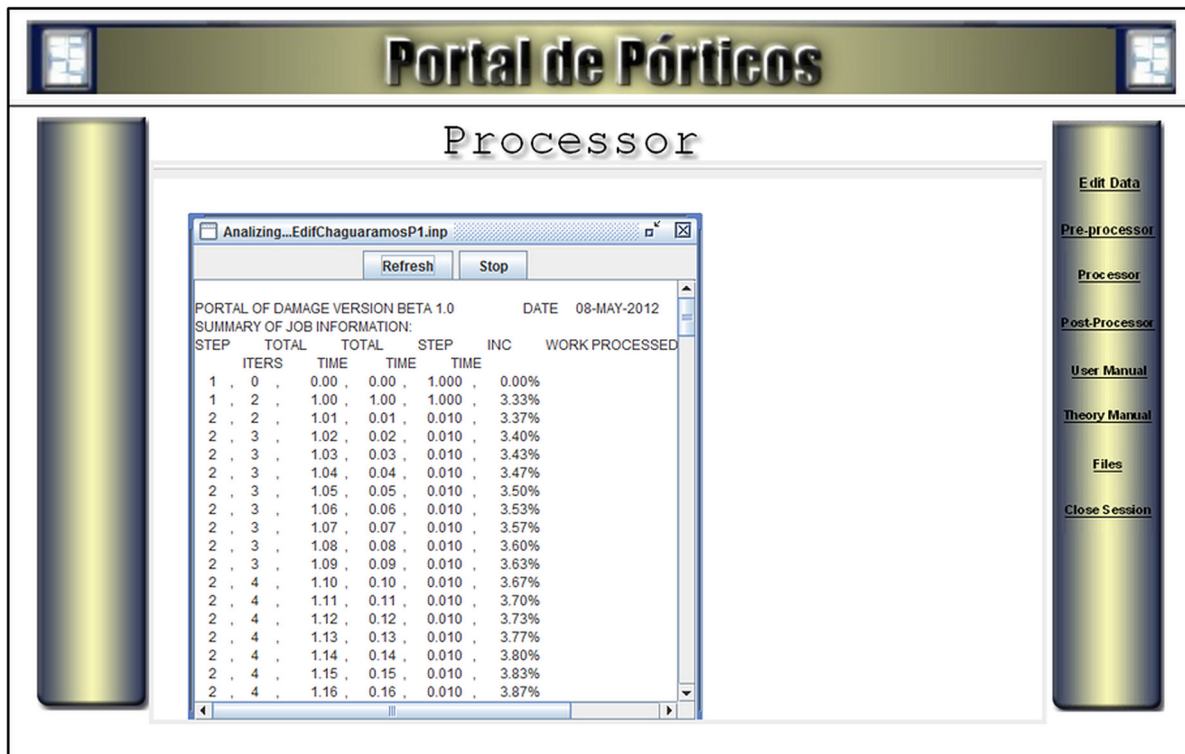 Portal de Pórticos
Processor
Analizing...EdifChaguaramosP1.inp
Refresh Stop
PORTAL OF DAMAGE VERSION BETA 1.0 DATE 08-MAY-2012
SUMMARY OF JOB INFORMATION:
STEP TOTAL TOTAL STEP INC WORK PROCESSED
ITERS TIME TIME TIME
1 , 0 , 0.00 , 0.00 , 1.000 , 0.00%
1 , 2 , 1.00 , 1.00 , 1.000 , 3.33%
2 , 2 , 1.01 , 0.01 , 0.010 , 3.37%
2 , 3 , 1.02 , 0.02 , 0.010 , 3.40%
2 , 3 , 1.03 , 0.03 , 0.010 , 3.43%
2 , 3 , 1.04 , 0.04 , 0.010 , 3.47%
2 , 3 , 1.05 , 0.05 , 0.010 , 3.50%
2 , 3 , 1.06 , 0.06 , 0.010 , 3.53%
2 , 3 , 1.07 , 0.07 , 0.010 , 3.57%
2 , 3 , 1.08 , 0.08 , 0.010 , 3.60%
2 , 3 , 1.09 , 0.09 , 0.010 , 3.63%
2 , 4 , 1.10 , 0.10 , 0.010 , 3.67%
2 , 4 , 1.11 , 0.11 , 0.010 , 3.70%
2 , 4 , 1.12 , 0.12 , 0.010 , 3.73%
2 , 4 , 1.13 , 0.13 , 0.010 , 3.77%
2 , 4 , 1.14 , 0.14 , 0.010 , 3.80%
2 , 4 , 1.15 , 0.15 , 0.010 , 3.83%
2 , 4 , 1.16 , 0.16 , 0.010 , 3.87%
Edit Data
Pre-processor
Processor
Post-Processor
User Manual
Theory Manual
Files
Close Session